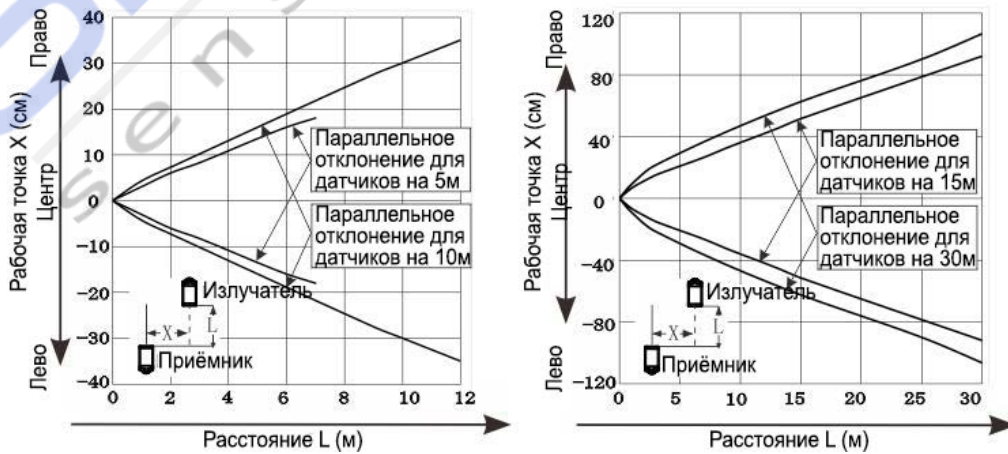 Рабочая точка X (см)
Лево
Центр
Право
40
30
20
10
0
-10
-20
-30
-40
Параллельное
отклонение для
датчиков на 5м
Параллельное
отклонение для
датчиков на 10м
Излучатель
X
L
Приёмник
0
2
4
6
8
10
12
Расстояние L (м)
Рабочая точка X (см)
Лево
Центр
Право
120
80
40
0
-40
-80
-120
Параллельное
отклонение для
датчиков на 15м
Параллельное
отклонение для
датчиков на 30м
Излучатель
X
L
Приёмник
0
5
10
15
20
25
30
Расстояние L (м)
s e n